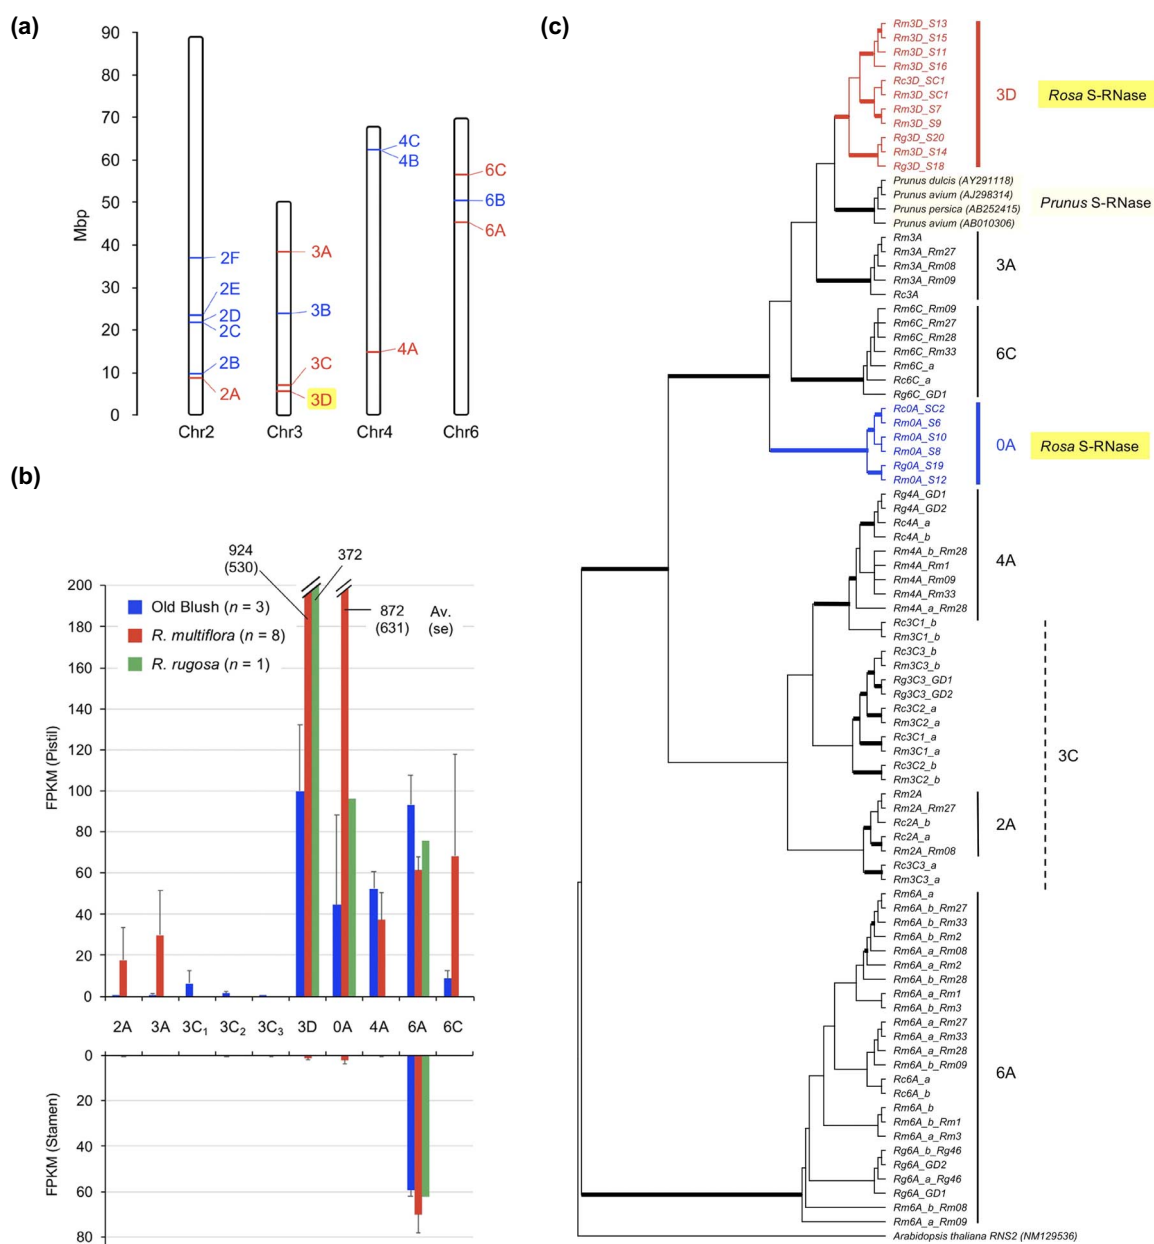 (a)
90
80
70
60
50
40
30
20
10
0
Mbp
2F
2E
2D
2C
2B
2A
3A
3B
3C
3D
4C
4B
4A
6C
6B
6A
Chr2
Chr3
Chr4
Chr6
(b)
924
(530)
372
872
(631)
Av.
(se)
Old Blush (n = 3)
R. multiflora (n = 8)
R. rugosa (n = 1)
200
180
160
140
120
100
80
60
40
20
0
FPKM (Pistil)
2A 3A 3C1 3C2 3C3 3D 0A 4A 6A 6C
0
20
40
60
80
FPKM (Stamen)
(c)
Rm3D_S13
Rm3D_S15
Rm3D_S11
Rm3D_S16
Rc3D_SC1
Rm3D_SC1
Rm3D_S7
Rm3D_S9
Rg3D_S20
Rm3D_S14
Rg3D_S18
3D
Rosa S-RNase
Prunus dulcis (AY291118)
Prunus avium (AJ298314)
Prunus persica (AB252415)
Prunus avium (AB010306)
Prunus S-RNase
Rm3A
Rm3A_Rm27
Rm3A_Rm08
Rm3A_Rm09
Rc3A
3A
Rm6C_Rm09
Rm6C_Rm27
Rm6C_Rm28
Rm6C_Rm33
Rm6C_a
Rc6C_a
Rg6C_GD1
6C
Rc0A_SC2
Rm0A_S6
Rm0A_S10
Rm0A_S8
Rg0A_S19
Rm0A_S12
0A
Rosa S-RNase
Rg4A_GD1
Rg4A_GD2
Rc4A_a
Rc4A_b
Rm4A_b_Rm28
Rm4A_Rm1
Rm4A_Rm09
Rm4A_Rm33
Rm4A_a_Rm28
4A
Rc3C1_b
Rm3C1_b
Rc3C3_b
Rm3C3_b
Rg3C3_GD1
Rg3C3_GD2
Rc3C2_a
Rm3C2_a
Rc3C1_a
Rm3C1_a
Rc3C2_b
Rm3C2_b
3C
Rm2A
Rm2A_Rm27
Rc2A_b
Rc2A_a
Rm2A_Rm08
2A
Rc3C3_a
Rm3C3_a
Rm6A_a
Rm6A_b_Rm27
Rm6A_b_Rm33
Rm6A_b_Rm2
Rm6A_a_Rm08
Rm6A_a_Rm2
Rm6A_b_Rm28
Rm6A_a_Rm1
Rm6A_b_Rm3
Rm6A_a_Rm27
Rm6A_a_Rm33
Rm6A_a_Rm28
Rm6A_b_Rm09
Rc6A_a
Rc6A_b
Rm6A_b
Rm6A_b_Rm1
Rm6A_a_Rm3
Rg6A_b_Rg46
Rg6A_GD2
Rg6A_a_Rg46
Rg6A_GD1
Rm6A_b_Rm08
Rm6A_a_Rm09
6A
Arabidopsis thaliana RNS2 (NM129536)